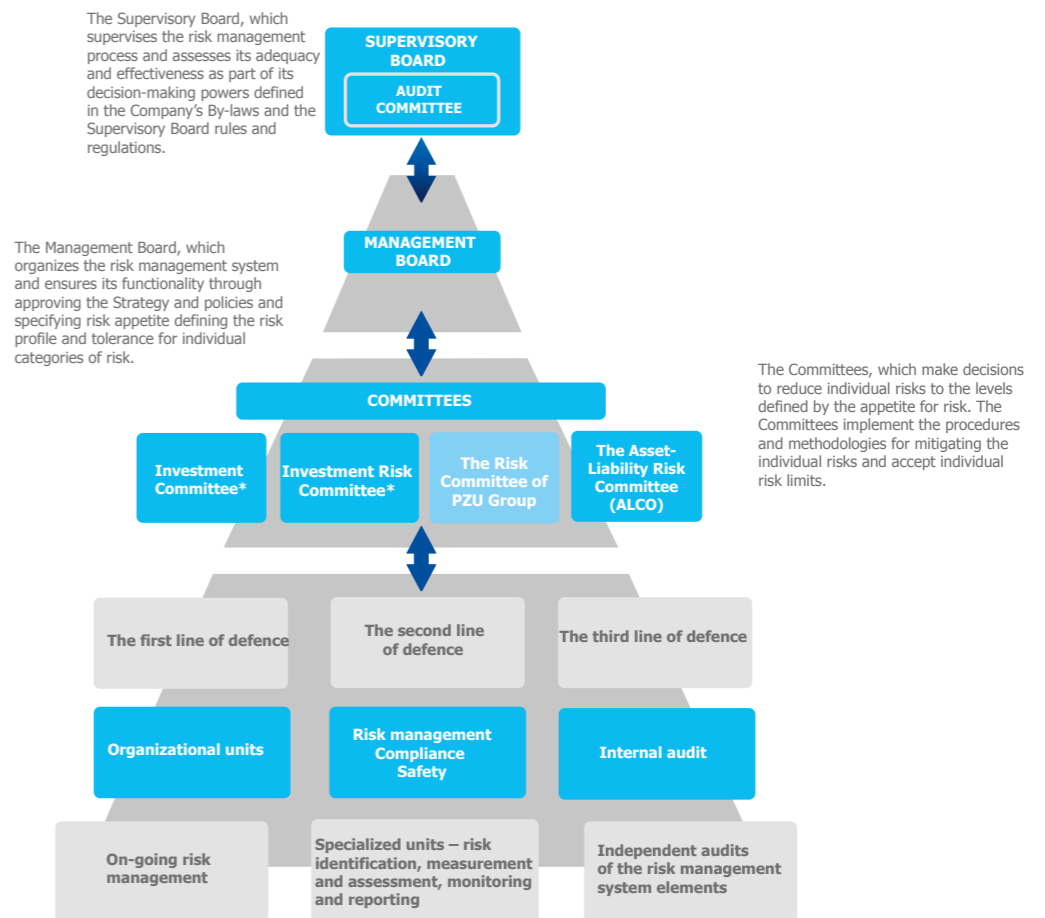 The Supervisory Board, which
supervises the risk management
process and assesses its adequacy
and effectiveness as part of its
decision-making powers defined
in the Company's By-laws and the
Supervisory Board rules and
regulations.
SUPERVISORY
BOARD
AUDIT
COMMITTEE
The Management Board, which
organizes the risk management system
and ensures its functionality through
approving the Strategy and policies and
specifying risk appetite defining the risk
profile and tolerance for individual
categories of risk.
MANAGEMENT
BOARD
The Committees, which make decisions
to reduce individual risks to the levels
defined by the appetite for risk. The
Committees implement the procedures
and methodologies for mitigating the
individual risks and accept individual
risk limits.
COMMITTEES
Investment
Committee*
Investment Risk
Committee*
The Risk
Committee of
PZU Group
The Asset-
Liability Risk
Committee
(ALCO)
The first line of defence
The second line
of defence
The third line of defence
Organizational units
Risk management
Compliance
Safety
Internal audit
On-going risk
management
Specialized units – risk
identification, measurement
and assessment, monitoring
and reporting
Independent audits
of the risk management
system elements